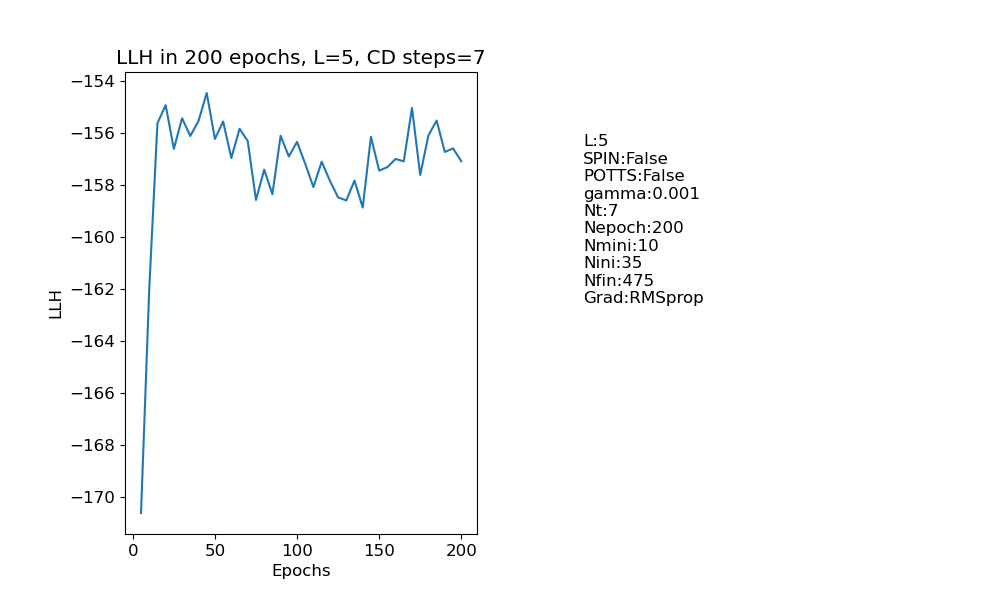 LLH in 200 epochs, L=5, CD steps=7
−154
−156
−158
−160
−162
−164
−166
−168
−170
LLH
0 50 100 150 200
Epochs
L:5
SPIN:False
POTTS:False
gamma:0.001
Nt:7
Nepoch:200
Nmini:10
Nini:35
Nfin:475
Grad:RMSprop